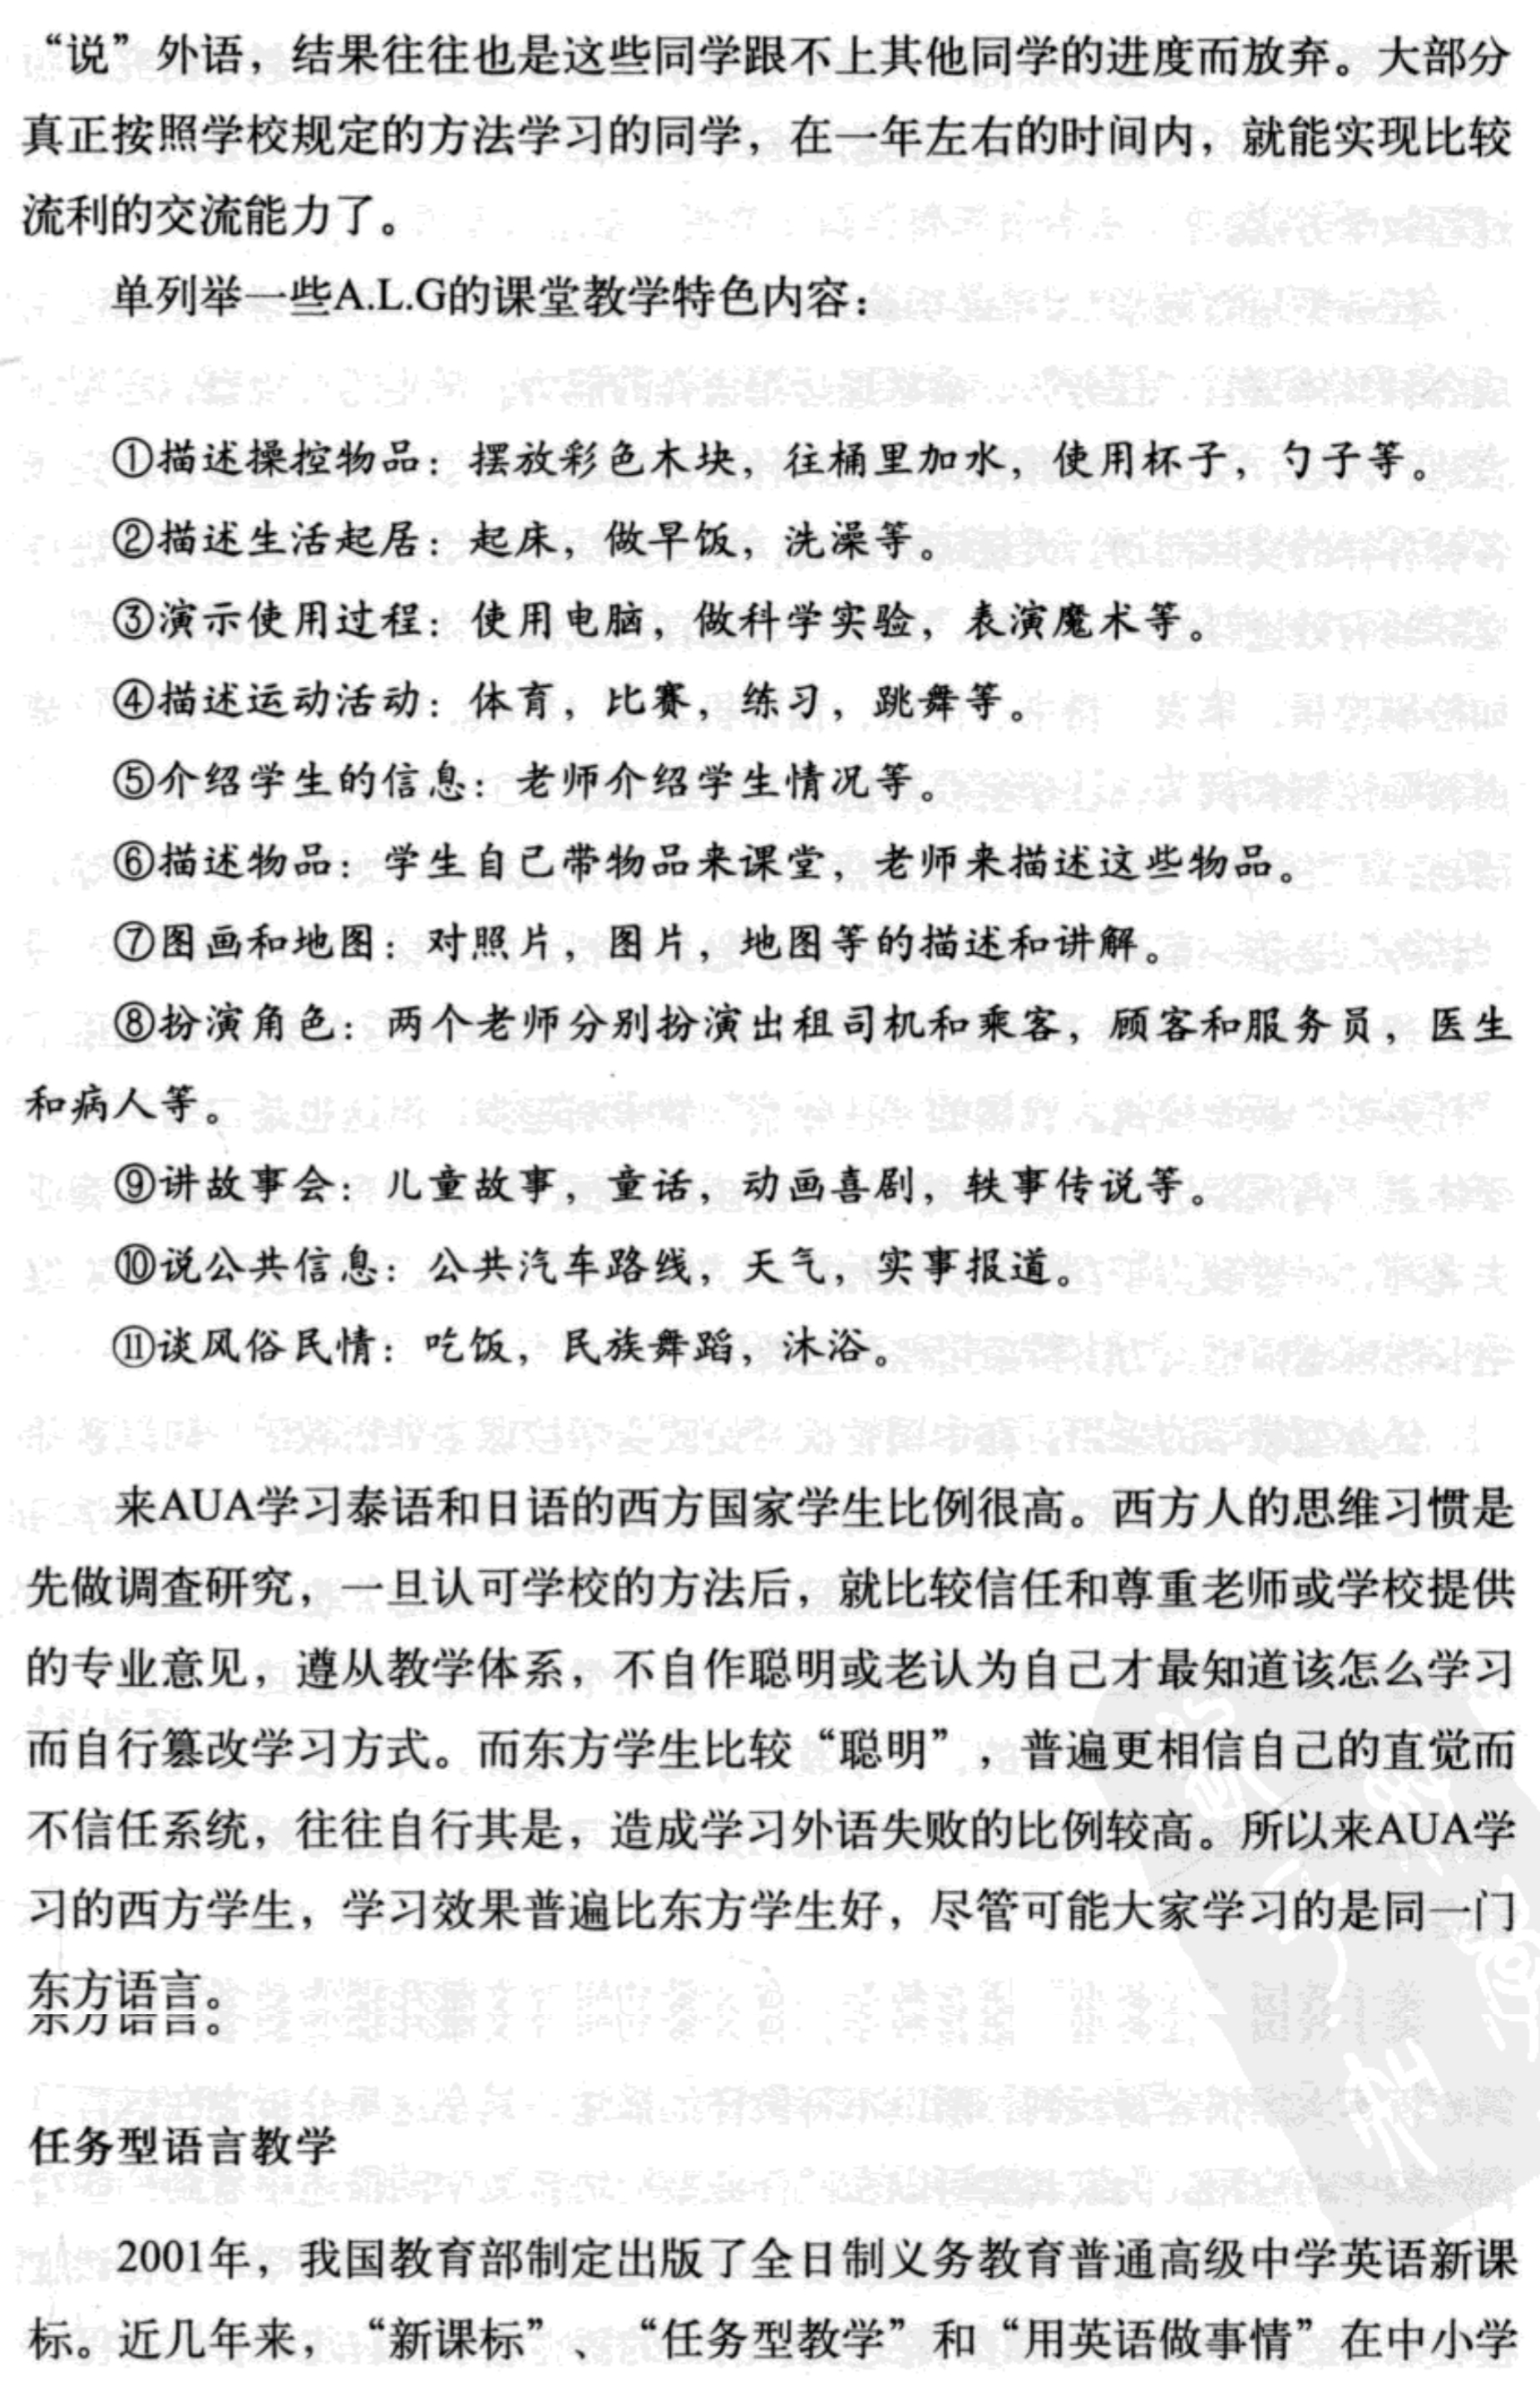 “说”外语，结果往往也是这些同学跟不上其他同学的进度而放弃。大部分
真正按照学校规定的方法学习的同学，在一年左右的时间内，就能实现比较
流利的交流能力了。
单列举一些A.L.G的课堂教学特色内容：
①描述操控物品：摆放彩色木块，往桶里加水，使用杯子，勺子等。
②描述生活起居：起床，做早饭，洗澡等。
③演示使用过程：使用电脑，做科学实验，表演魔术等。
④描述运动活动：体育，比赛，练习，跳舞等。
⑤介绍学生的信息：老师介绍学生情况等。
⑥描述物品：学生自己带物品来课堂，老师来描述这些物品。
⑦图画和地图：对照片，图片，地图等的描述和讲解。
⑧扮演角色：两个老师分别扮演出租司机和乘客，顾客和服务员，医生
和病人等。
⑨讲故事会：儿童故事，童话，动画喜剧，轶事传说等。
⑩说公共信息：公共汽车路线，天气，实事报道。
⑪谈风俗民情：吃饭，民族舞蹈，沐浴。
来AUA学习泰语和日语的西方国家学生比例很高。西方人的思维习惯是
先做调查研究，一旦认可学校的方法后，就比较信任和尊重老师或学校提供
的专业意见，遵从教学体系，不自作聪明或老认为自己才最知道该怎么学习
而自行篡改学习方式。而东方学生比较“聪明”，普遍更相信自己的直觉而
不信任系统，往往自行其是，造成学习外语失败的比例较高。所以来AUA学
习的西方学生，学习效果普遍比东方学生好，尽管可能大家学习的是同一门
东方语言。
东方语言。
任务型语言教学
2001年，我国教育部制定出版了全日制义务教育普通高级中学英语新课
标。近几年来，“新课标”、“任务型教学”和“用英语做事情”在中小学